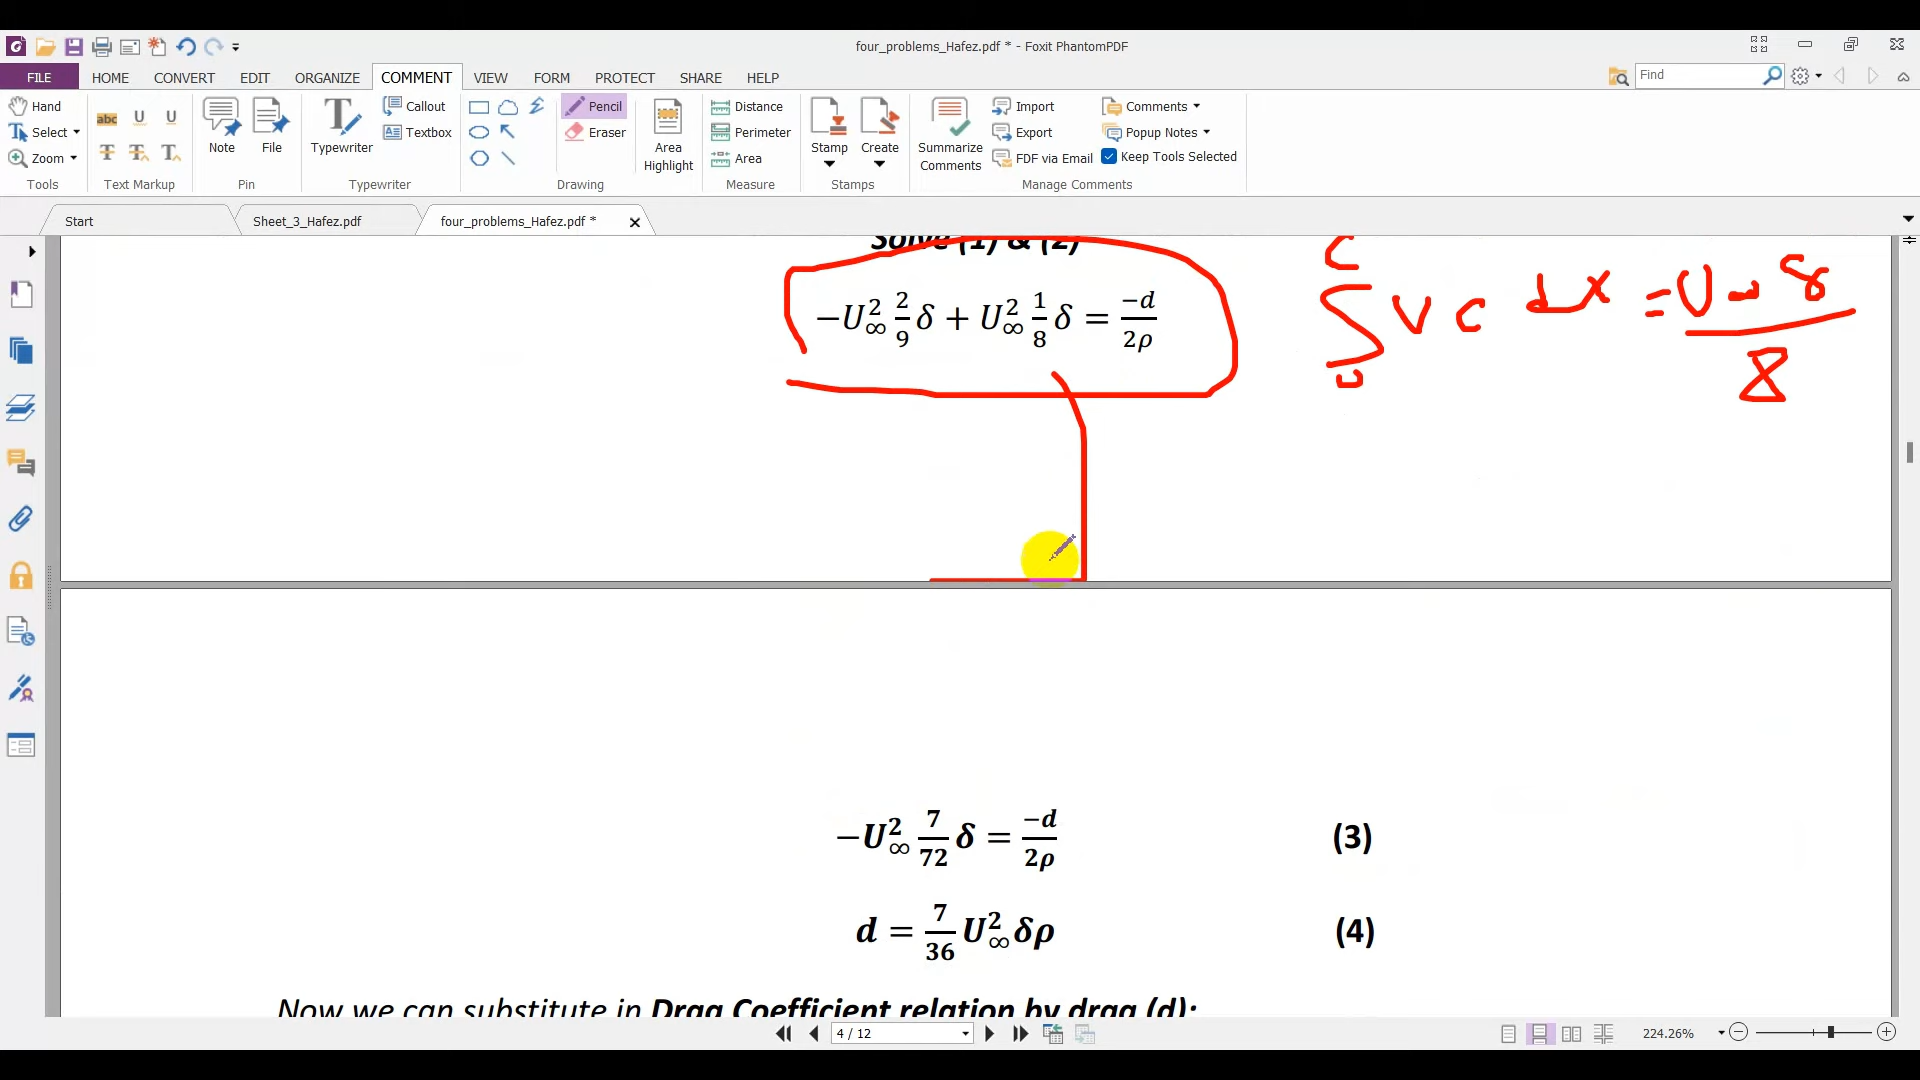 four_problems_Hafez.pdf * - Foxit PhantomPDF
FILE HOME CONVERT EDIT ORGANIZE COMMENT VIEW FORM PROTECT SHARE HELP
Find
Hand
Select
Zoom
Tools
abc U U
T T T
Text Markup
Note File
Pin
Typewriter
Callout
Textbox
Typewriter
Pencil
Eraser
Drawing
Area Highlight
Distance
Perimeter
Area
Measure
Stamp Create
Stamps
Summarize Comments
Import
Export
FDF via Email
Comments
Popup Notes
Keep Tools Selected
Manage Comments
Start Sheet_3_Hafez.pdf four_problems_Hafez.pdf *
Solve (1) & (2)
−U∞² 2/9 δ + U∞² 1/8 δ = −d/2ρ
−U∞² 7/72 δ = −d/2ρ (3)
d = 7/36 U∞² δρ (4)
Now we can substitute in Drag Coefficient relation by drag (d):
4 / 12
224.26%